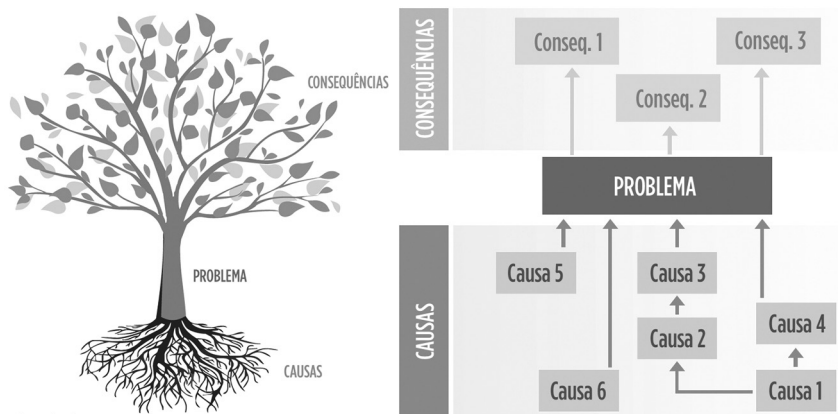 CONSEQUÊNCIAS
PROBLEMA
CAUSAS
CONSEQUÊNCIAS
Conseq. 1
Conseq. 3
Conseq. 2
PROBLEMA
CAUSAS
Causa 5
Causa 3
Causa 4
Causa 2
Causa 6
Causa 1